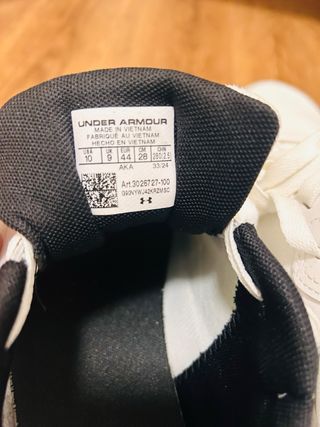 UNDER ARMOUR
MADE IN VIETNAM
FABRIQUÉ AU VIETNAM
HECHO EN VIETNAM
USA UK EUR CM CHN
10 9 44 28 280(2.5)
AKA 33/24
Art.3026727-100